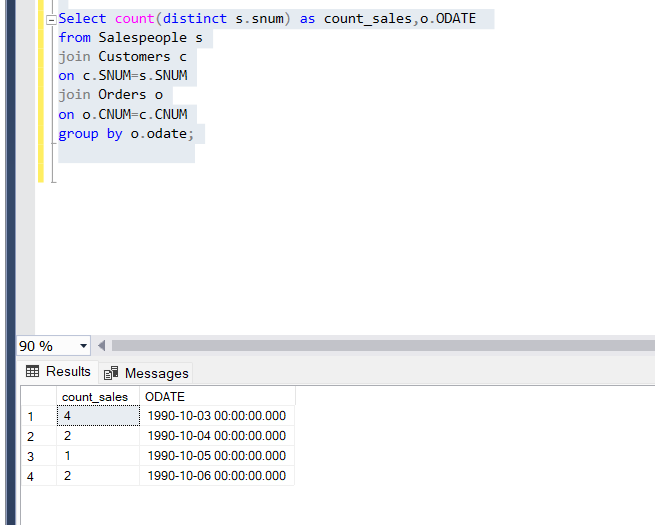 Select count(distinct s.snum) as count_sales,o.ODATE
from Salespeople s
join Customers c
on c.SNUM=s.SNUM
join Orders o
on o.CNUM=c.CNUM
group by o.odate;
90 %
Results Messages
count_sales ODATE
1 4 1990-10-03 00:00:00.000
2 2 1990-10-04 00:00:00.000
3 1 1990-10-05 00:00:00.000
4 2 1990-10-06 00:00:00.000